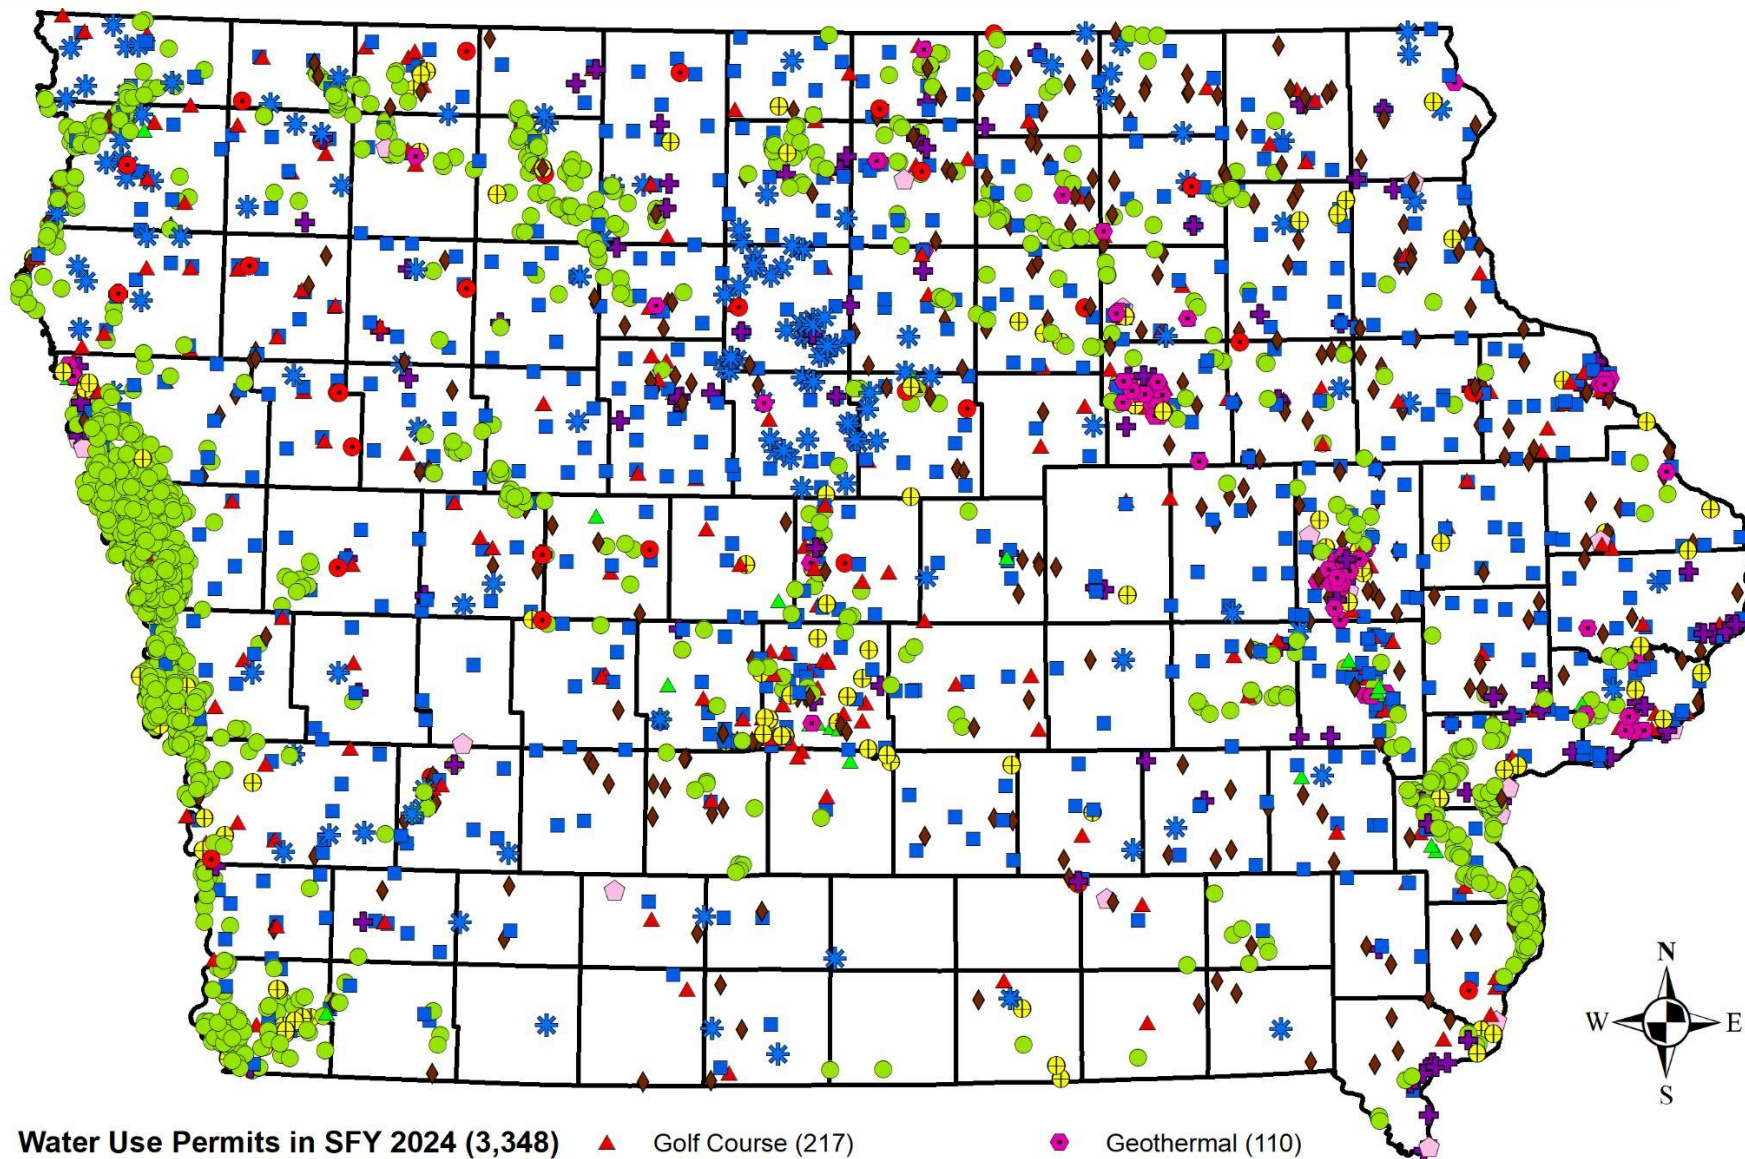 N
W E
S
Water Use Permits in SFY 2024 (3,348) Golf Course (217) Geothermal (110)